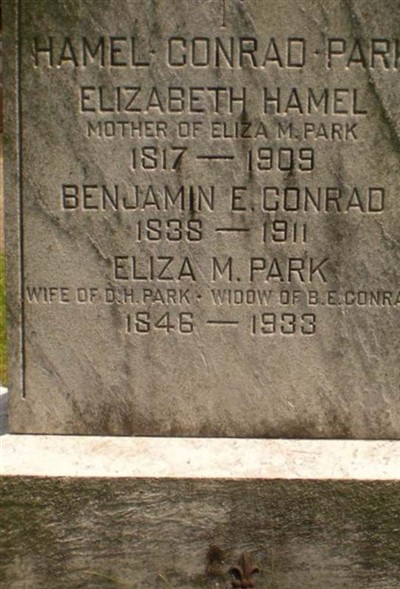 HAMEL · CONRAD · PARK
ELIZABETH HAMEL
MOTHER OF ELIZA M. PARK
1817 — 1909
BENJAMIN E. CONRAD
1838 — 1911
ELIZA M. PARK
WIFE OF D.H. PARK · WIDOW OF B.E. CONRA
1846 — 1933